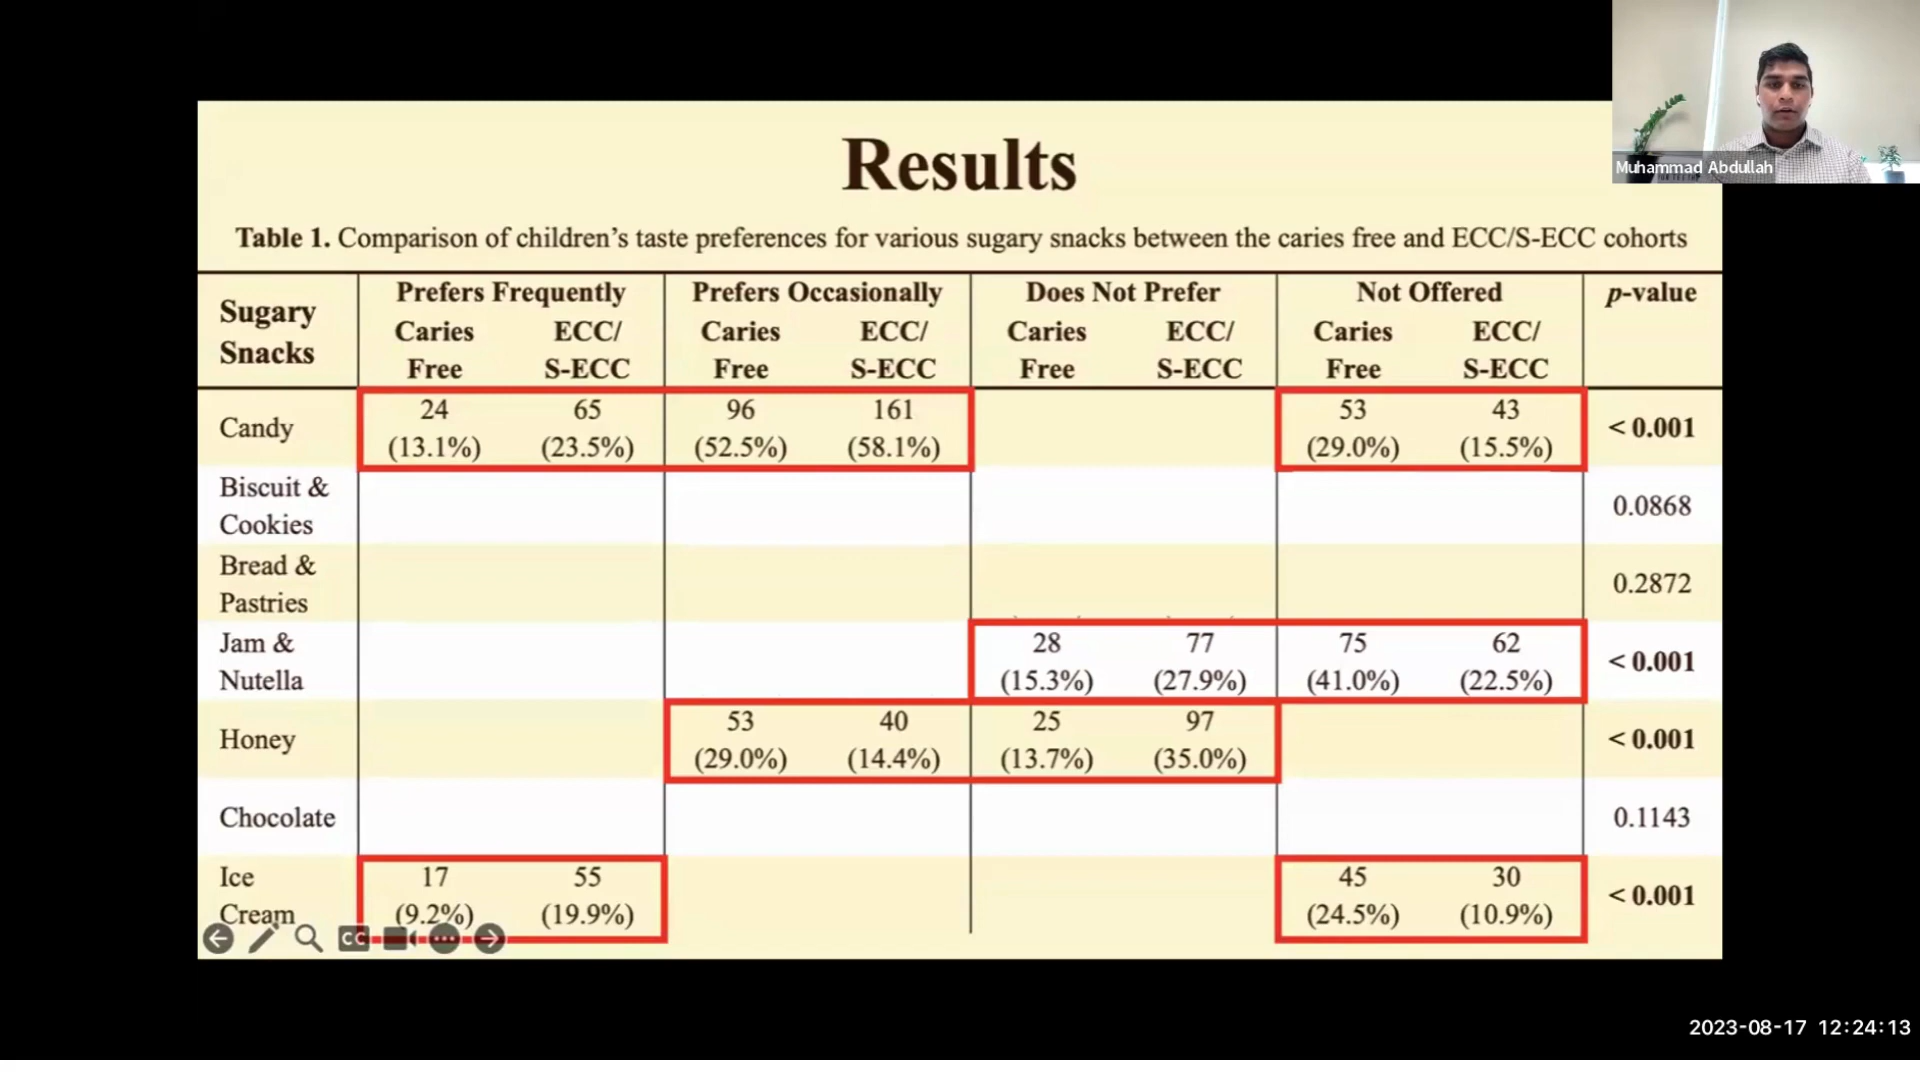 Muhammad Abdullah
Results
Table 1. Comparison of children’s taste preferences for various sugary snacks between the caries free and ECC/S-ECC cohorts
Sugary Snacks Prefers Frequently Prefers Occasionally Does Not Prefer Not Offered p-value
Caries ECC/ Caries ECC/ Caries ECC/ Caries ECC/
Free S-ECC Free S-ECC Free S-ECC Free S-ECC
Candy 24 65 96 161 53 43 < 0.001
(13.1%) (23.5%) (52.5%) (58.1%) (29.0%) (15.5%)
Biscuit &
Cookies 0.0868
Bread &
Pastries 0.2872
Jam & 28 77 75 62 < 0.001
Nutella (15.3%) (27.9%) (41.0%) (22.5%)
Honey 53 40 25 97 < 0.001
(29.0%) (14.4%) (13.7%) (35.0%)
Chocolate 0.1143
Ice 17 55 45 30 < 0.001
Cream (9.2%) (19.9%) (24.5%) (10.9%)
CC
2023-08-17 12:24:13